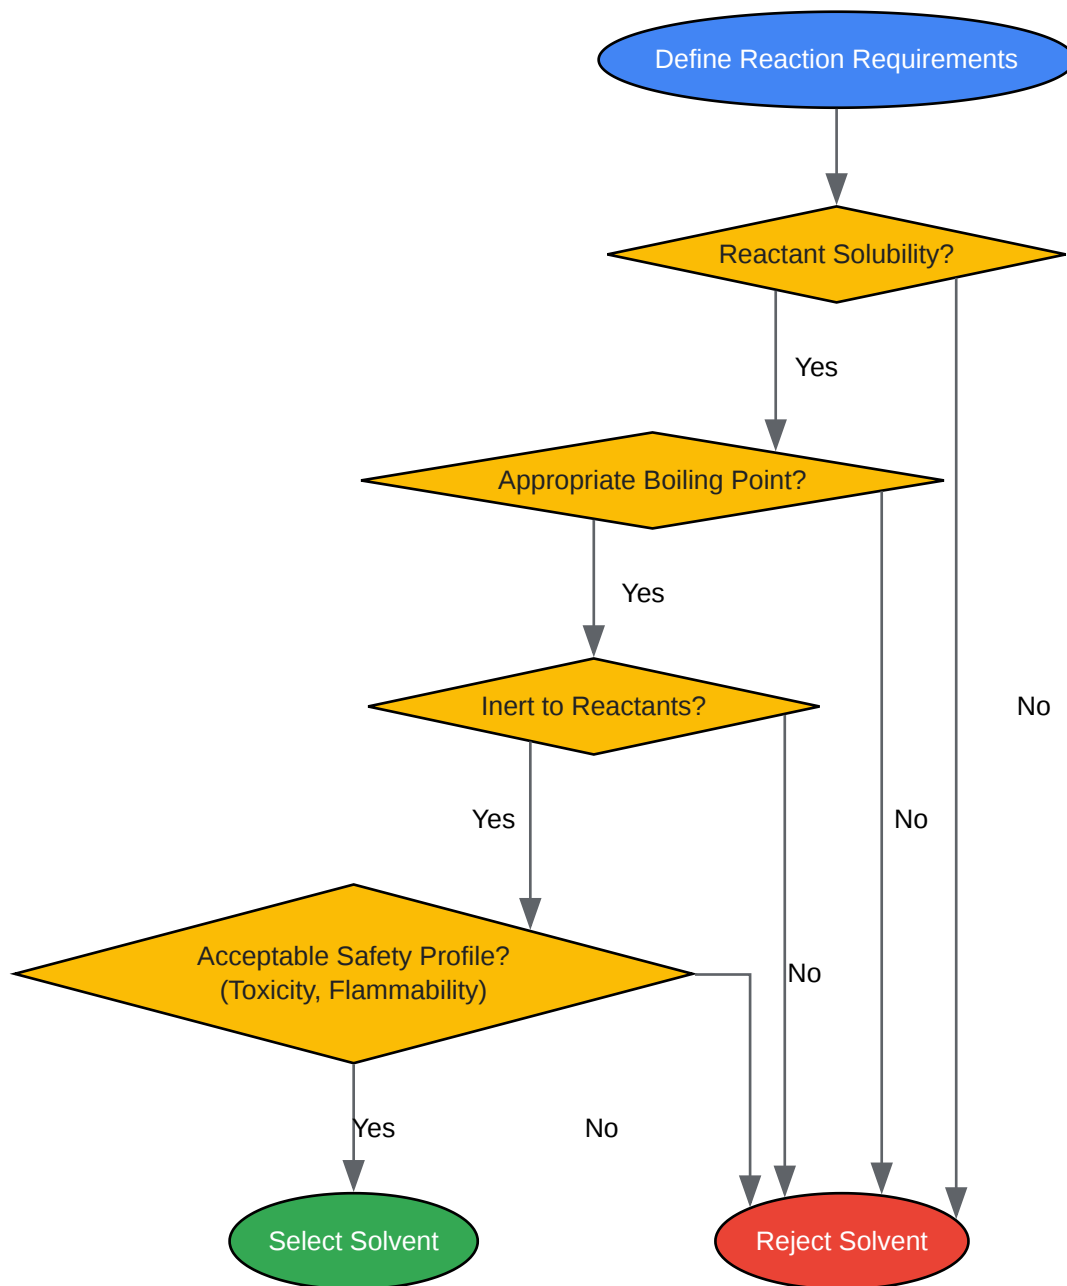 Define Reaction Requirements
Reactant Solubility?
Yes
Appropriate Boiling Point?
Yes
Inert to Reactants?
No
Yes
No
Acceptable Safety Profile?
(Toxicity, Flammability)
No
Yes
No
Select Solvent
Reject Solvent